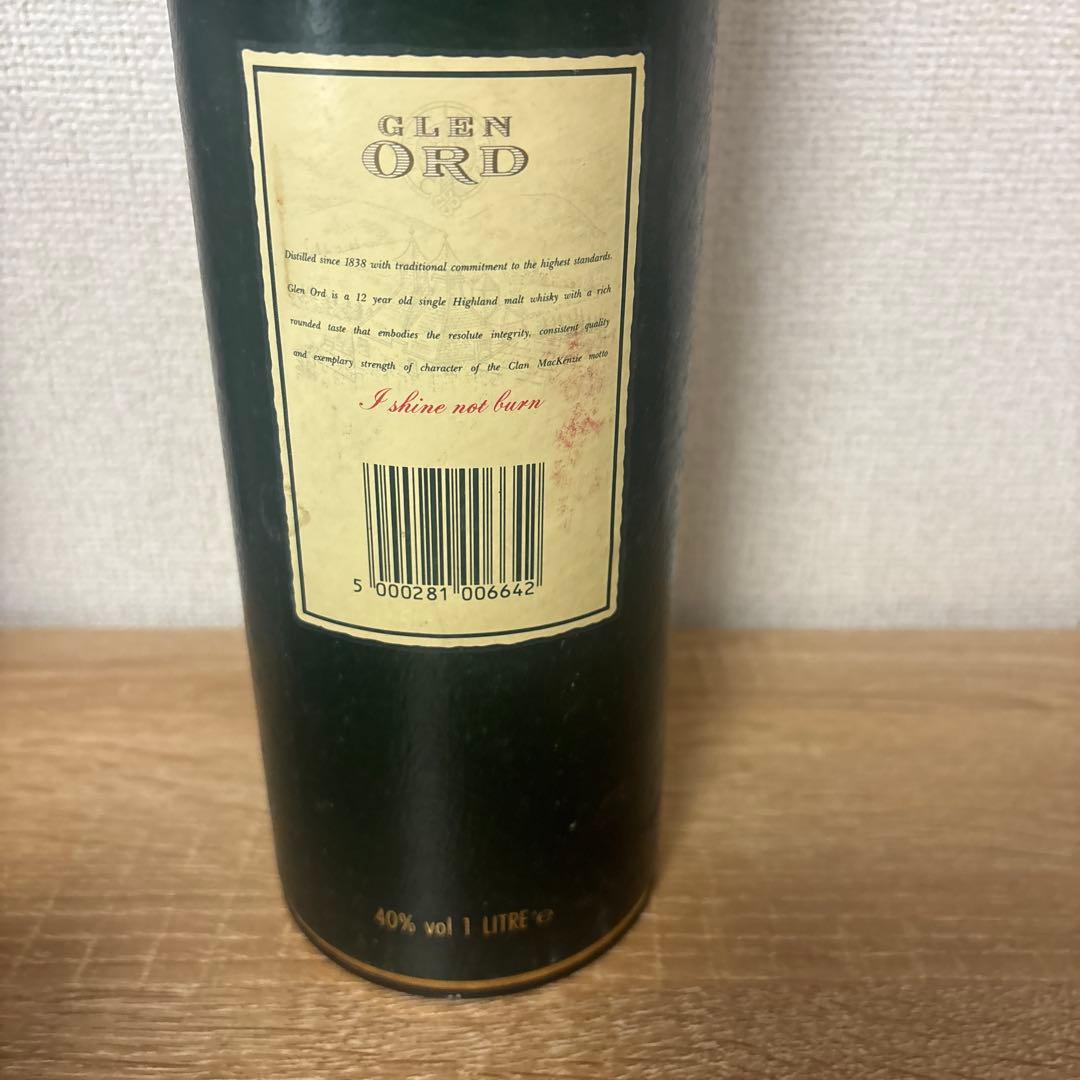 GLEN
ORD
Distilled since 1838 with traditional commitment to the highest standards.
Glen Ord is a 12 year old single Highland malt whisky with a rich
rounded taste that embodies the resolute integrity, consistent quality
and exemplary strength of character of the Clan MacKenzie motto
I shine not burn
5 000281 006642
40% vol 1 LITRE ℮